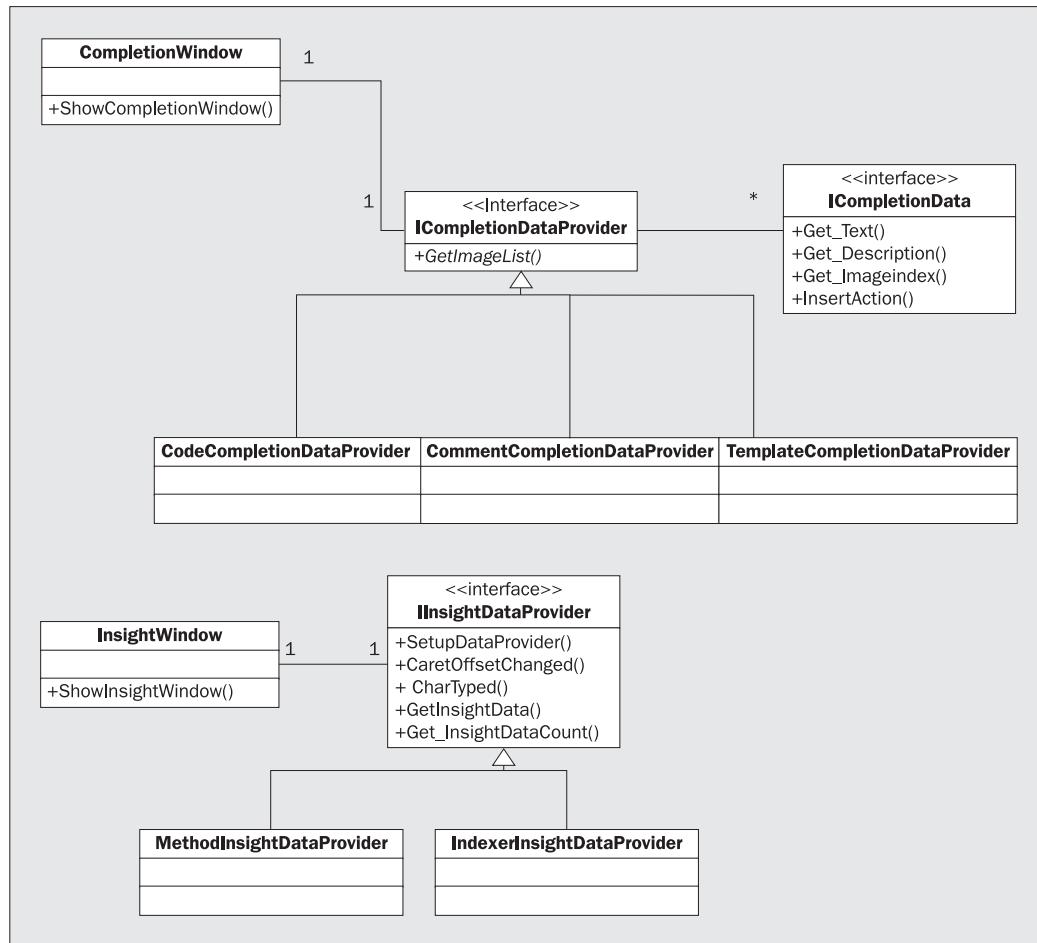 CompletionWindow
1
+ShowCompletionWindow()
1
<<Interface>>
ICompletionDataProvider
+GetImageList()
*
<<interface>>
ICompletionData
+Get_Text()
+Get_Description()
+Get_Imageindex()
+InsertAction()
CodeCompletionDataProvider
CommentCompletionDataProvider
TemplateCompletionDataProvider
<<interface>>
IInsightDataProvider
+SetupDataProvider()
+CaretOffsetChanged()
+ CharTyped()
+GetInsightData()
+Get_InsightDataCount()
InsightWindow
+ShowInsightWindow()
1
1
MethodInsightDataProvider
IndexerInsightDataProvider